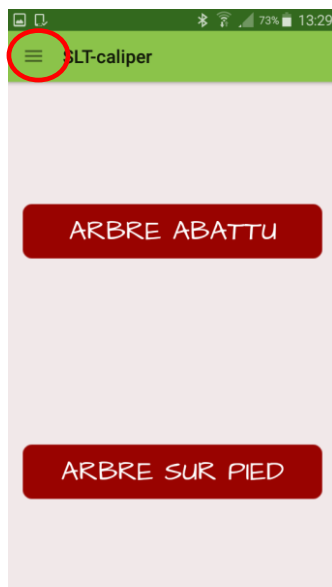 73% 13:29
SLT-caliper
ARBRE ABATTU
ARBRE SUR PIED